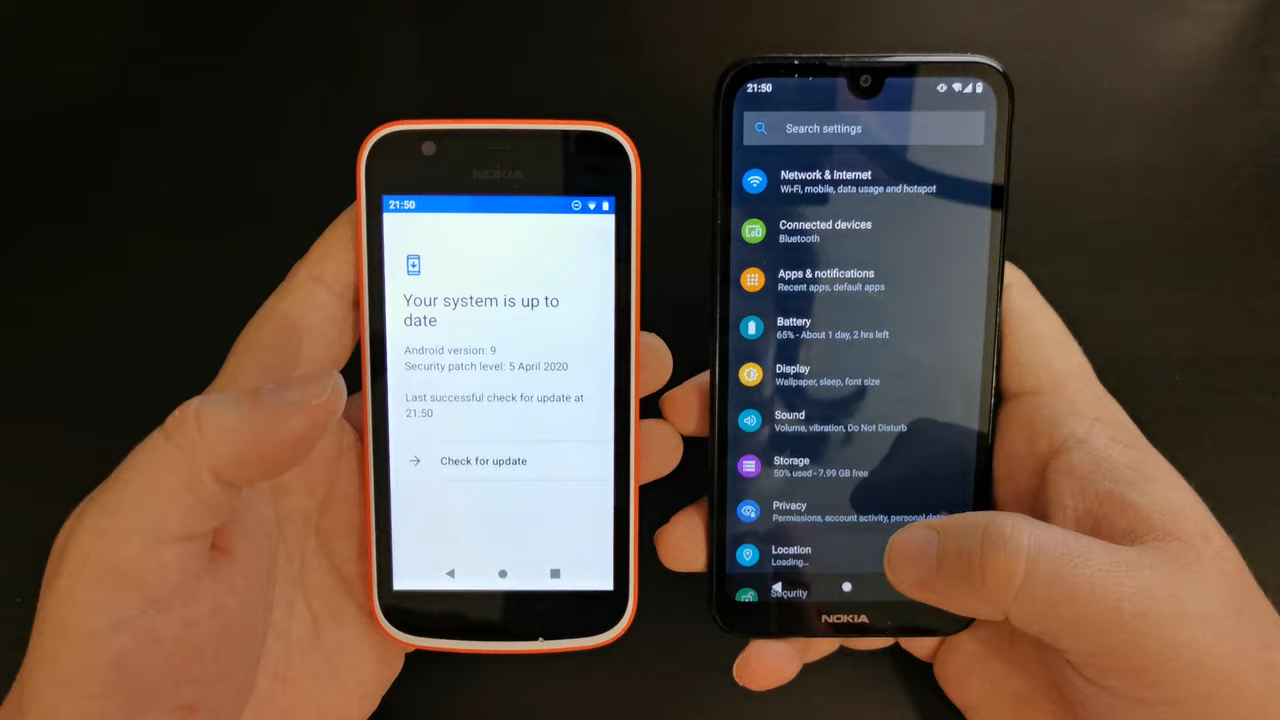 NOKIA
21:50
Your system is up to
date
Android version: 9
Security patch level: 5 April 2020
Last successful check for update at
21:50
Check for update
21:50
Search settings
Network & Internet
Wi-Fi, mobile, data usage and hotspot
Connected devices
Bluetooth
Apps & notifications
Recent apps, default apps
Battery
65% - About 1 day, 2 hrs left
Display
Wallpaper, sleep, font size
Sound
Volume, vibration, Do Not Disturb
Storage
50% used - 7.99 GB free
Privacy
Permissions, account activity, personal data
Location
Loading...
Security
NOKIA